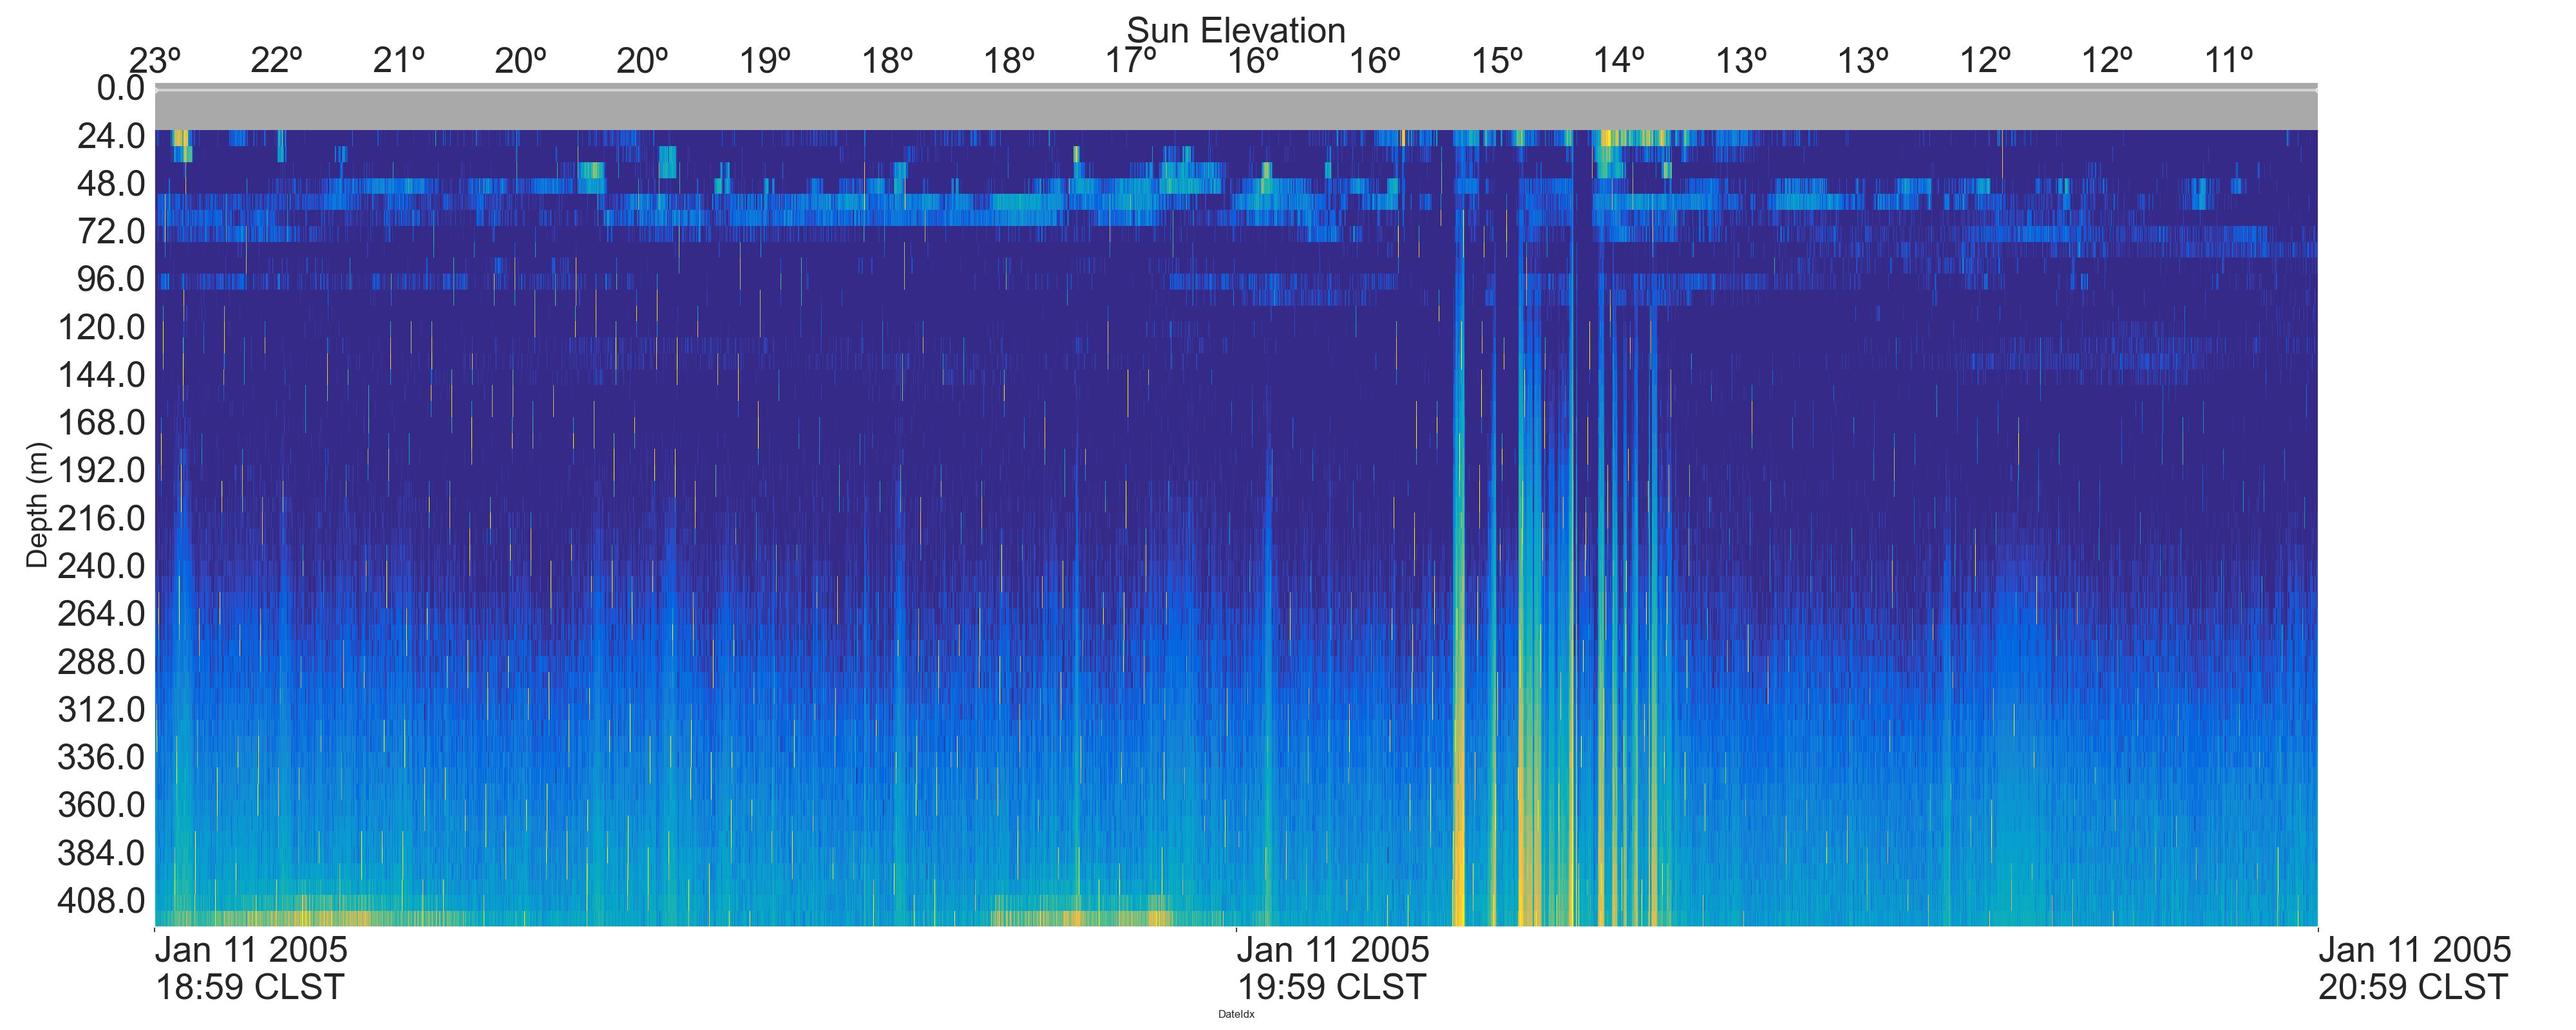 Sun Elevation
23º 22º 21º 20º 20º 19º 18º 18º 17º 16º 16º 15º 14º 13º 13º 12º 12º 11º
0.0
24.0
48.0
72.0
96.0
120.0
144.0
168.0
192.0
216.0
240.0
264.0
288.0
312.0
336.0
360.0
384.0
408.0
Depth (m)
Jan 11 2005
18:59 CLST
Jan 11 2005
19:59 CLST
Jan 11 2005
20:59 CLST
DateIdx